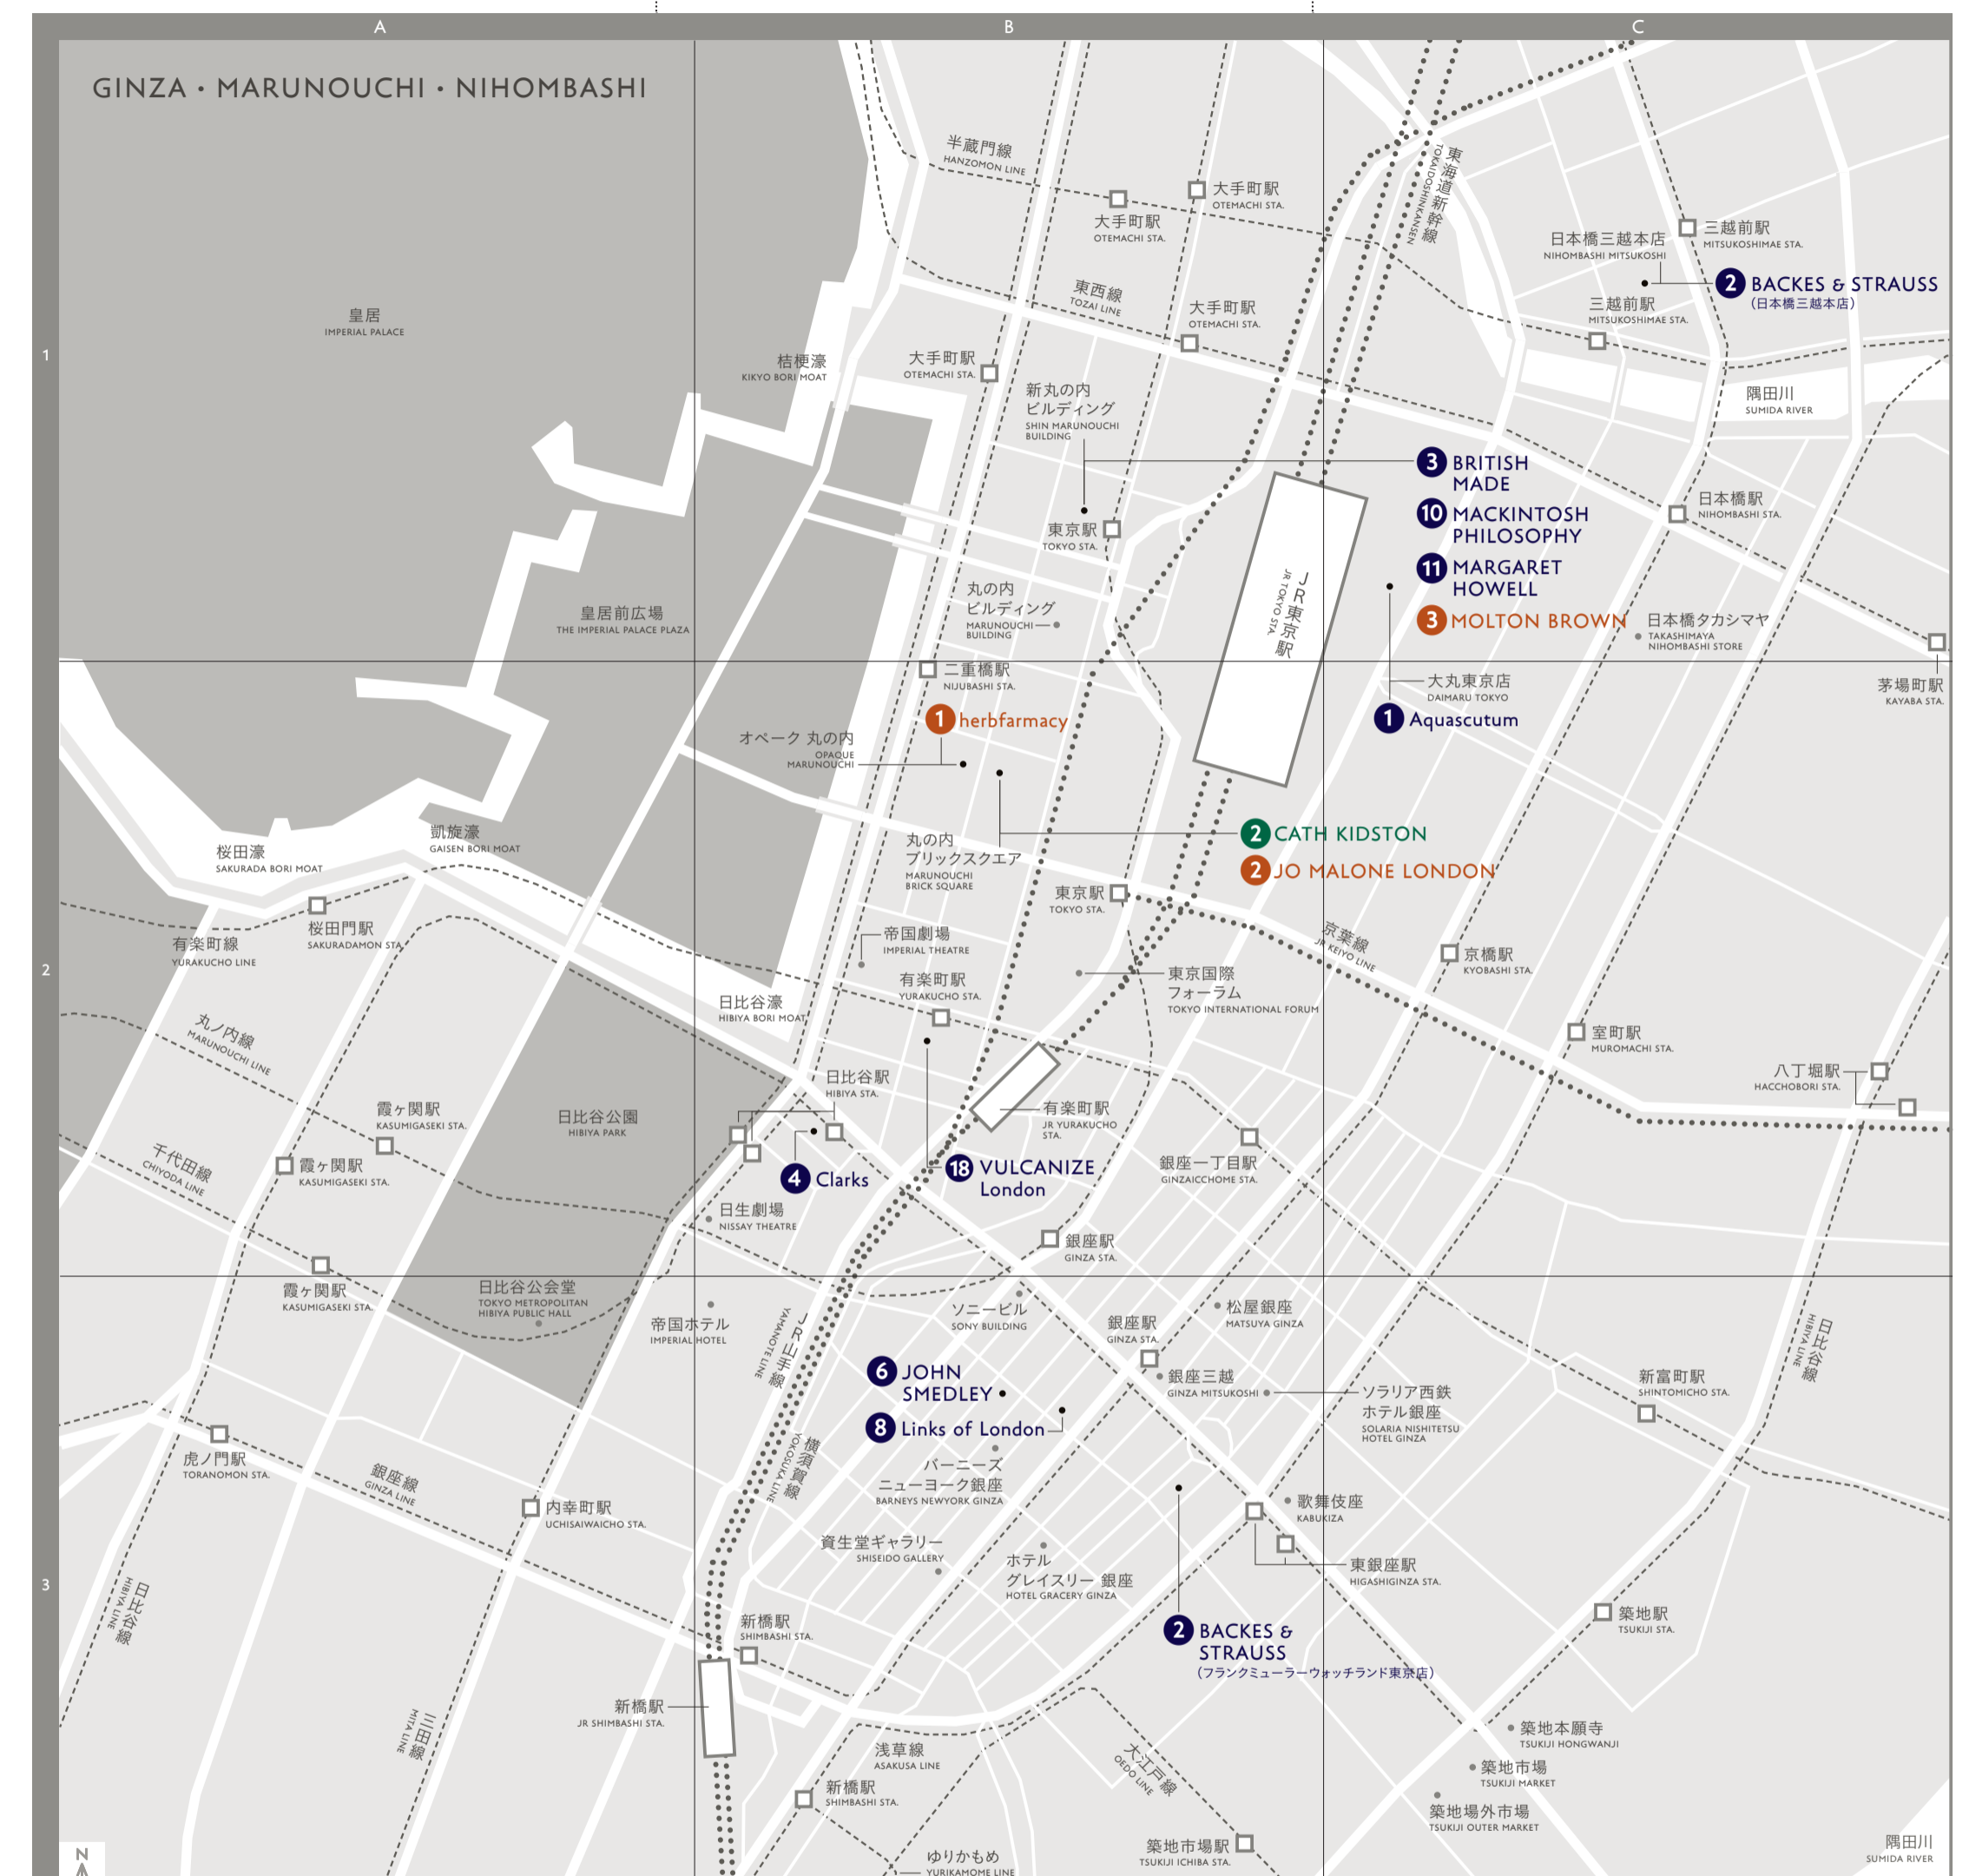 A
B
C
GINZA・MARUNOUCHI・NIHOMBASHI
半蔵門線
HANZOMON LINE
大手町駅
OTEMACHI STA.
大手町駅
OTEMACHI STA.
東海道新幹線
TOKAIDOSHINKANSEN
日本橋三越本店
NIHOMBASHI MITSUKOSHI
三越前駅
MITSUKOSHIMAE STA.
2 BACKES & STRAUSS
(日本橋三越本店)
三越前駅
MITSUKOSHIMAE STA.
皇居
IMPERIAL PALACE
東西線
TOZAI LINE
大手町駅
OTEMACHI STA.
1
桔梗濠
KIKYO BORI MOAT
大手町駅
OTEMACHI STA.
新丸の内
ビルディング
SHIN MARUNOUCHI
BUILDING
隅田川
SUMIDA RIVER
3 BRITISH
MADE
10 MACKINTOSH
PHILOSOPHY
11 MARGARET
HOWELL
3 MOLTON BROWN
日本橋駅
NIHOMBASHI STA.
東京駅
TOKYO STA.
JR東京駅
JR TOKYO STA.
丸の内
ビルディング
MARUNOUCHI
BUILDING
皇居前広場
THE IMPERIAL PALACE PLAZA
日本橋タカシマヤ
TAKASHIMAYA
NIHOMBASHI STORE
茅場町駅
KAYABA STA.
二重橋駅
NIJUBASHI STA.
大丸東京店
DAIMARU TOKYO
1 Aquascutum
1 herbfarmacy
オペーク 丸の内
OPAQUE
MARUNOUCHI
2 CATH KIDSTON
2 JO MALONE LONDON
丸の内
ブリックスクエア
MARUNOUCHI
BRICK SQUARE
凱旋濠
GAISEN BORI MOAT
桜田濠
SAKURADA BORI MOAT
東京駅
TOKYO STA.
桜田門駅
SAKURADAMON STA.
有楽町線
YURAKUCHO LINE
帝国劇場
IMPERIAL THEATRE
京葉線
JR KEIYO LINE
京橋駅
KYOBASHI STA.
2
有楽町駅
YURAKUCHO STA.
東京国際
フォーラム
TOKYO INTERNATIONAL FORUM
日比谷濠
HIBIYA BORI MOAT
丸ノ内線
MARUNOUCHI LINE
室町駅
MUROMACHI STA.
八丁堀駅
HACCHOBORI STA.
日比谷駅
HIBIYA STA.
霞ヶ関駅
KASUMIGASEKI STA.
日比谷公園
HIBIYA PARK
有楽町駅
JR YURAKUCHO
STA.
千代田線
CHIYODA LINE
霞ヶ関駅
KASUMIGASEKI STA.
4 Clarks
18 VULCANIZE
London
銀座一丁目駅
GINZAICCHOME STA.
日生劇場
NISSAY THEATRE
銀座駅
GINZA STA.
霞ヶ関駅
KASUMIGASEKI STA.
日比谷公会堂
TOKYO METROPOLITAN
HIBIYA PUBLIC HALL
帝国ホテル
IMPERIAL HOTEL
JR山手線
YAMANOTE LINE
ソニービル
SONY BUILDING
銀座駅
GINZA STA.
松屋銀座
MATSUYA GINZA
日比谷線
HIBIYA LINE
6 JOHN
SMEDLEY
8 Links of London
銀座三越
GINZA MITSUKOSHI
ソラリア西鉄
ホテル銀座
SOLARIA NISHITETSU
HOTEL GINZA
新富町駅
SHINTOMICHO STA.
虎ノ門駅
TORANOMON STA.
銀座線
GINZA LINE
横須賀線
YOKOSUKA LINE
バーニーズ
ニューヨーク銀座
BARNEYS NEWYORK GINZA
内幸町駅
UCHISAIWAICHO STA.
歌舞伎座
KABUKIZA
資生堂ギャラリー
SHISEIDO GALLERY
ホテル
グレイスリー 銀座
HOTEL GRACERY GINZA
東銀座駅
HIGASHIGINZA STA.
3
日比谷線
HIBIYA LINE
新橋駅
SHIMBASHI STA.
2 BACKES &
STRAUSS
(フランクミューラーウォッチランド東京店)
築地駅
TSUKIJI STA.
新橋駅
JR SHIMBASHI STA.
三田線
MITA LINE
浅草線
ASAKUSA LINE
大江戸線
OEDO LINE
築地本願寺
TSUKIJI HONGWANJI
築地市場
TSUKIJI MARKET
新橋駅
SHIMBASHI STA.
築地場外市場
TSUKIJI OUTER MARKET
築地市場駅
TSUKIJI ICHIBA STA.
隅田川
SUMIDA RIVER
ゆりかもめ
YURIKAMOME LINE
N